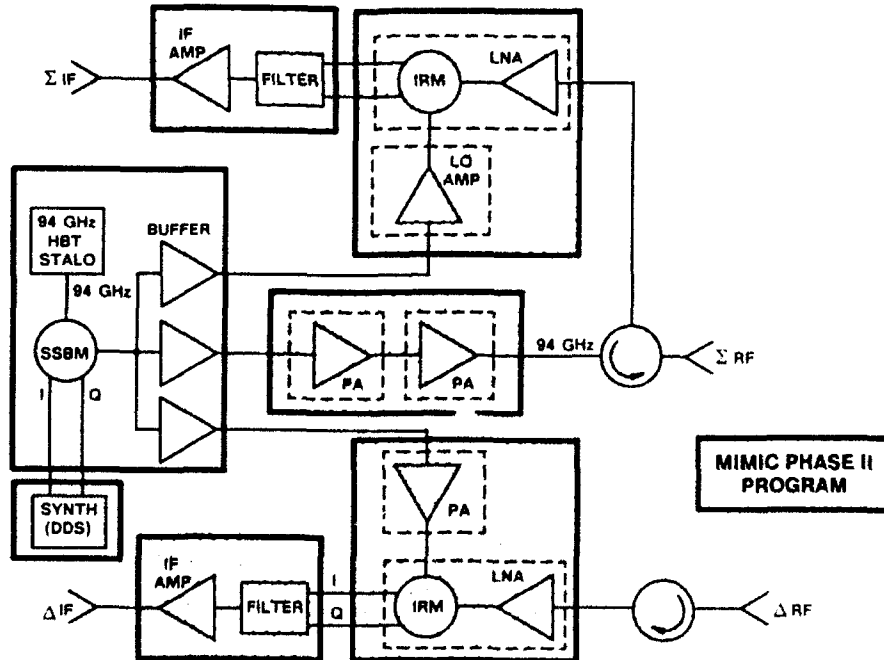 IF
AMP
FILTER
IRM
LNA
Σ IF
LO
AMP
94 GHz
HBT
STALO
BUFFER
94 GHz
SSBM
I
Q
PA
PA
94 GHz
Σ RF
SYNTH
(DDS)
MIMIC PHASE II
PROGRAM
PA
IF
AMP
FILTER
I
Q
IRM
LNA
Δ IF
Δ RF